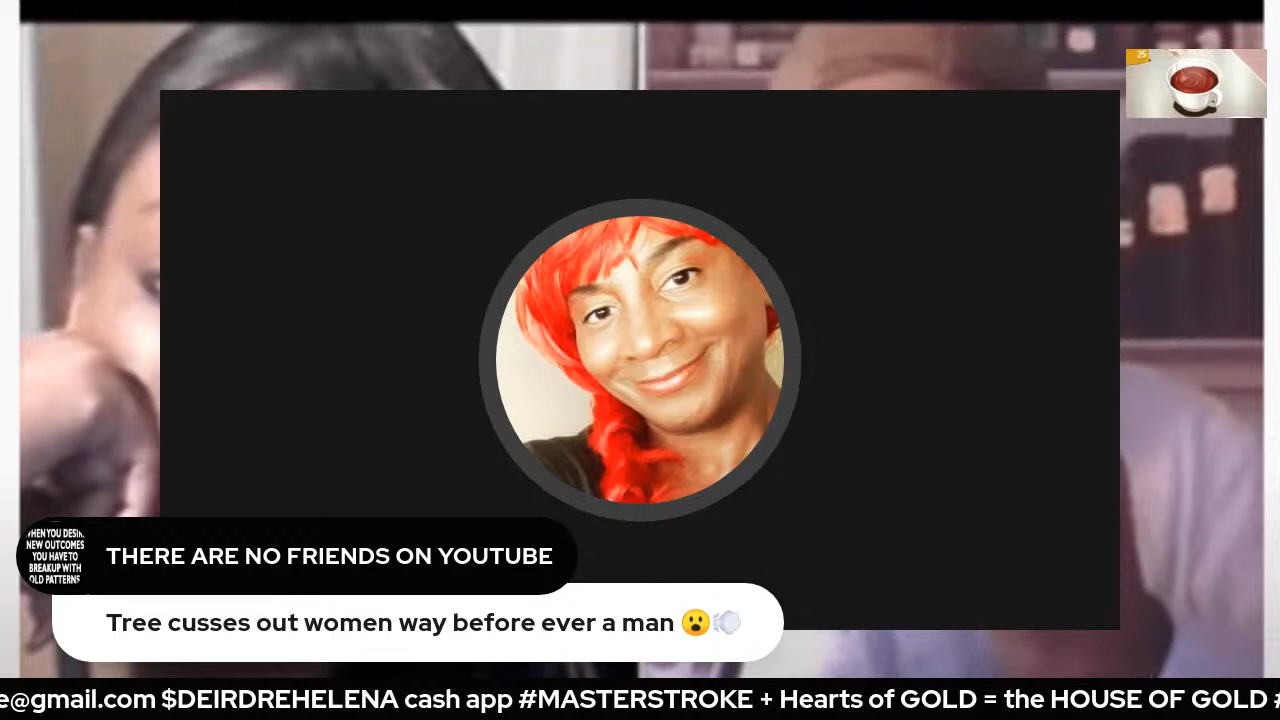 25
WHEN YOU DESIRE
NEW OUTCOMES
YOU HAVE TO
BREAKUP WITH
OLD PATTERNS
THERE ARE NO FRIENDS ON YOUTUBE
Tree cusses out women way before ever a man 😮💨
e@gmail.com $DEIRDREHELENA cash app #MASTERSTROKE + Hearts of GOLD = the HOUSE OF GOLD #